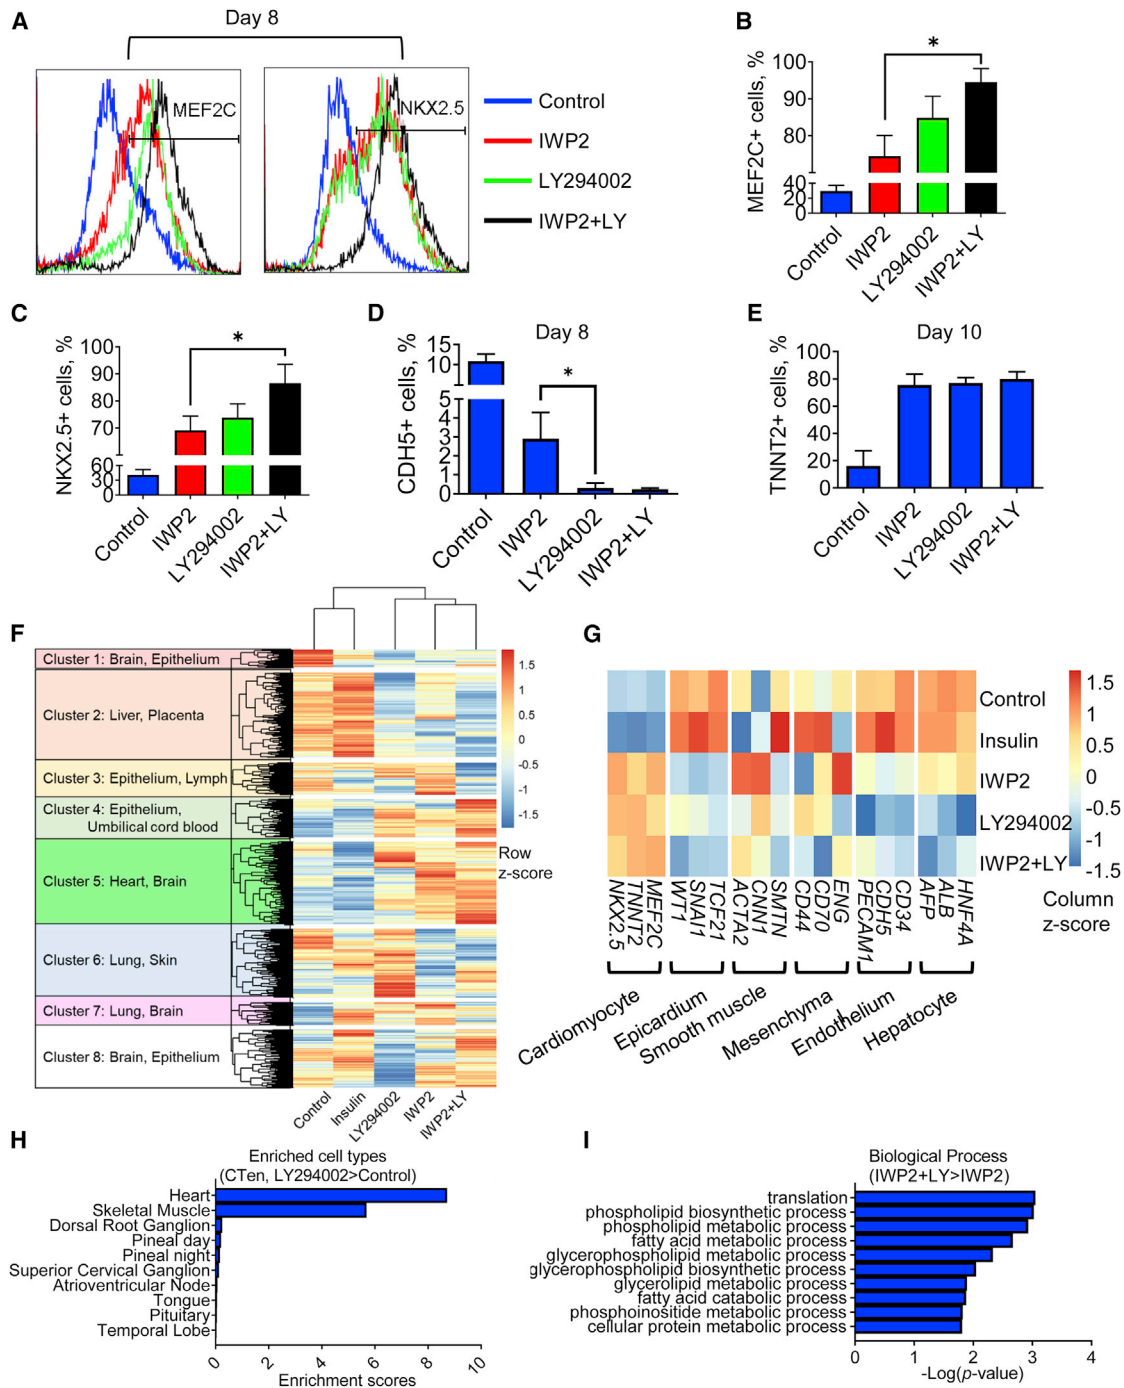 A
Day 8
MEF2C
NKX2.5
Control
IWP2
LY294002
IWP2+LY
B
MEF2C+ cells, %
100
90
80
40
20
0
*
Control
IWP2
LY294002
IWP2+LY
C
NKX2.5+ cells, %
100
90
80
70
60
30
0
*
Control
IWP2
LY294002
IWP2+LY
D
Day 8
CDH5+ cells, %
15
10
5
4
3
2
1
0
*
Control
IWP2
LY294002
IWP2+LY
E
Day 10
TNNT2+ cells, %
100
80
60
40
20
0
Control
IWP2
LY294002
IWP2+LY
F
Cluster 1: Brain, Epithelium
Cluster 2: Liver, Placenta
Cluster 3: Epithelium, Lymph
Cluster 4: Epithelium,
Umbilical cord blood
Cluster 5: Heart, Brain
Cluster 6: Lung, Skin
Cluster 7: Lung, Brain
Cluster 8: Brain, Epithelium
Control
Insulin
LY294002
IWP2
IWP2+LY
1.5
1
0.5
0
-0.5
-1
-1.5
Row
z-score
G
Control
Insulin
IWP2
LY294002
IWP2+LY
1.5
1
0.5
0
-0.5
-1
-1.5
Column
z-score
NKX2.5
TNNT2
MEF2C
WT1
SNAI1
TCF21
ACTA2
CNN1
SMTN
CD44
CD70
ENG
PECAM1
CDH5
CD34
AFP
ALB
HNF4A
Cardiomyocyte
Epicardium
Smooth muscle
Mesenchymal
Endothelium
Hepatocyte
H
Enriched cell types
(CTen, LY294002>Control)
Heart
Skeletal Muscle
Dorsal Root Ganglion
Pineal day
Pineal night
Superior Cervical Ganglion
Atrioventricular Node
Tongue
Pituitary
Temporal Lobe
0
2
4
6
8
10
Enrichment scores
I
Biological Process
(IWP2+LY>IWP2)
translation
phospholipid biosynthetic process
phospholipid metabolic process
fatty acid metabolic process
glycerophospholipid metabolic process
glycerophospholipid biosynthetic process
glycerolipid metabolic process
fatty acid catabolic process
phosphoinositide metabolic process
cellular protein metabolic process
0
1
2
3
4
-Log(p-value)